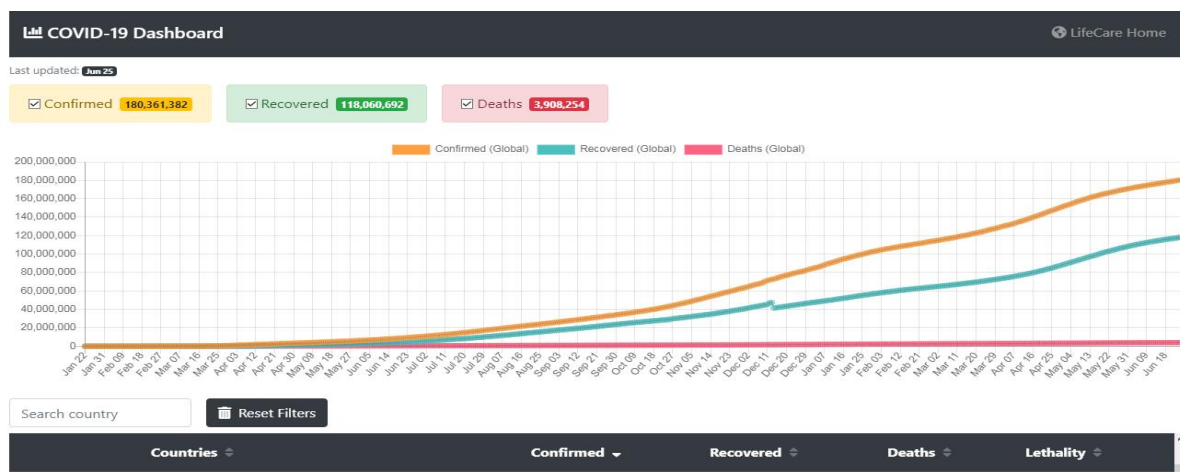 COVID-19 Dashboard
LifeCare Home
Last updated: Jun 25
Confirmed 180,361,382
Recovered 118,060,692
Deaths 3,908,254
Confirmed (Global) Recovered (Global) Deaths (Global)
200,000,000
180,000,000
160,000,000
140,000,000
120,000,000
100,000,000
80,000,000
60,000,000
40,000,000
20,000,000
0
Jan 22 Jan 31 Feb 09 Feb 18 Feb 27 Mar 07 Mar 16 Mar 25 Apr 03 Apr 12 Apr 21 Apr 30 May 09 May 18 May 27 Jun 05 Jun 14 Jun 23 Jul 02 Jul 11 Jul 20 Jul 29 Aug 07 Aug 16 Aug 25 Sep 03 Sep 12 Sep 21 Sep 30 Oct 09 Oct 18 Oct 27 Nov 05 Nov 14 Nov 23 Dec 02 Dec 11 Dec 20 Dec 29 Jan 07 Jan 16 Jan 25 Feb 03 Feb 12 Feb 21 Mar 02 Mar 11 Mar 20 Mar 29 Apr 07 Apr 16 Apr 25 May 04 May 13 May 22 May 31 Jun 09 Jun 18
Search country
Reset Filters
Countries Confirmed Recovered Deaths Lethality